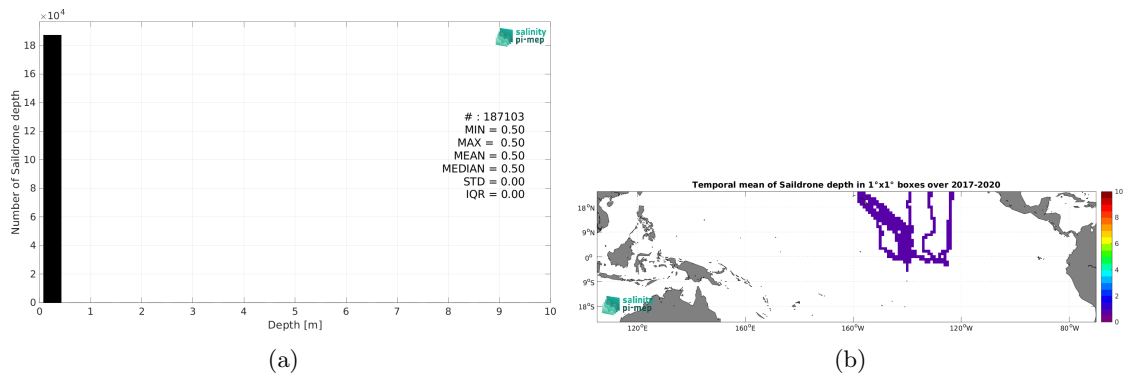 ×10⁴
18
16
14
12
10
8
6
4
2
0
Number of Saildrone depth
salinity
pi-mep
# : 187103
MIN = 0.50
MAX = 0.50
MEAN = 0.50
MEDIAN = 0.50
STD = 0.00
IQR = 0.00
0 1 2 3 4 5 6 7 8 9 10
Depth [m]
(a)
Temporal mean of Saildrone depth in 1°x1° boxes over 2017-2020
18°N
9°N
0°
9°S
18°S
salinity
pi-mep
120°E 160°E 160°W 120°W 80°W
10
8
6
4
2
0
(b)